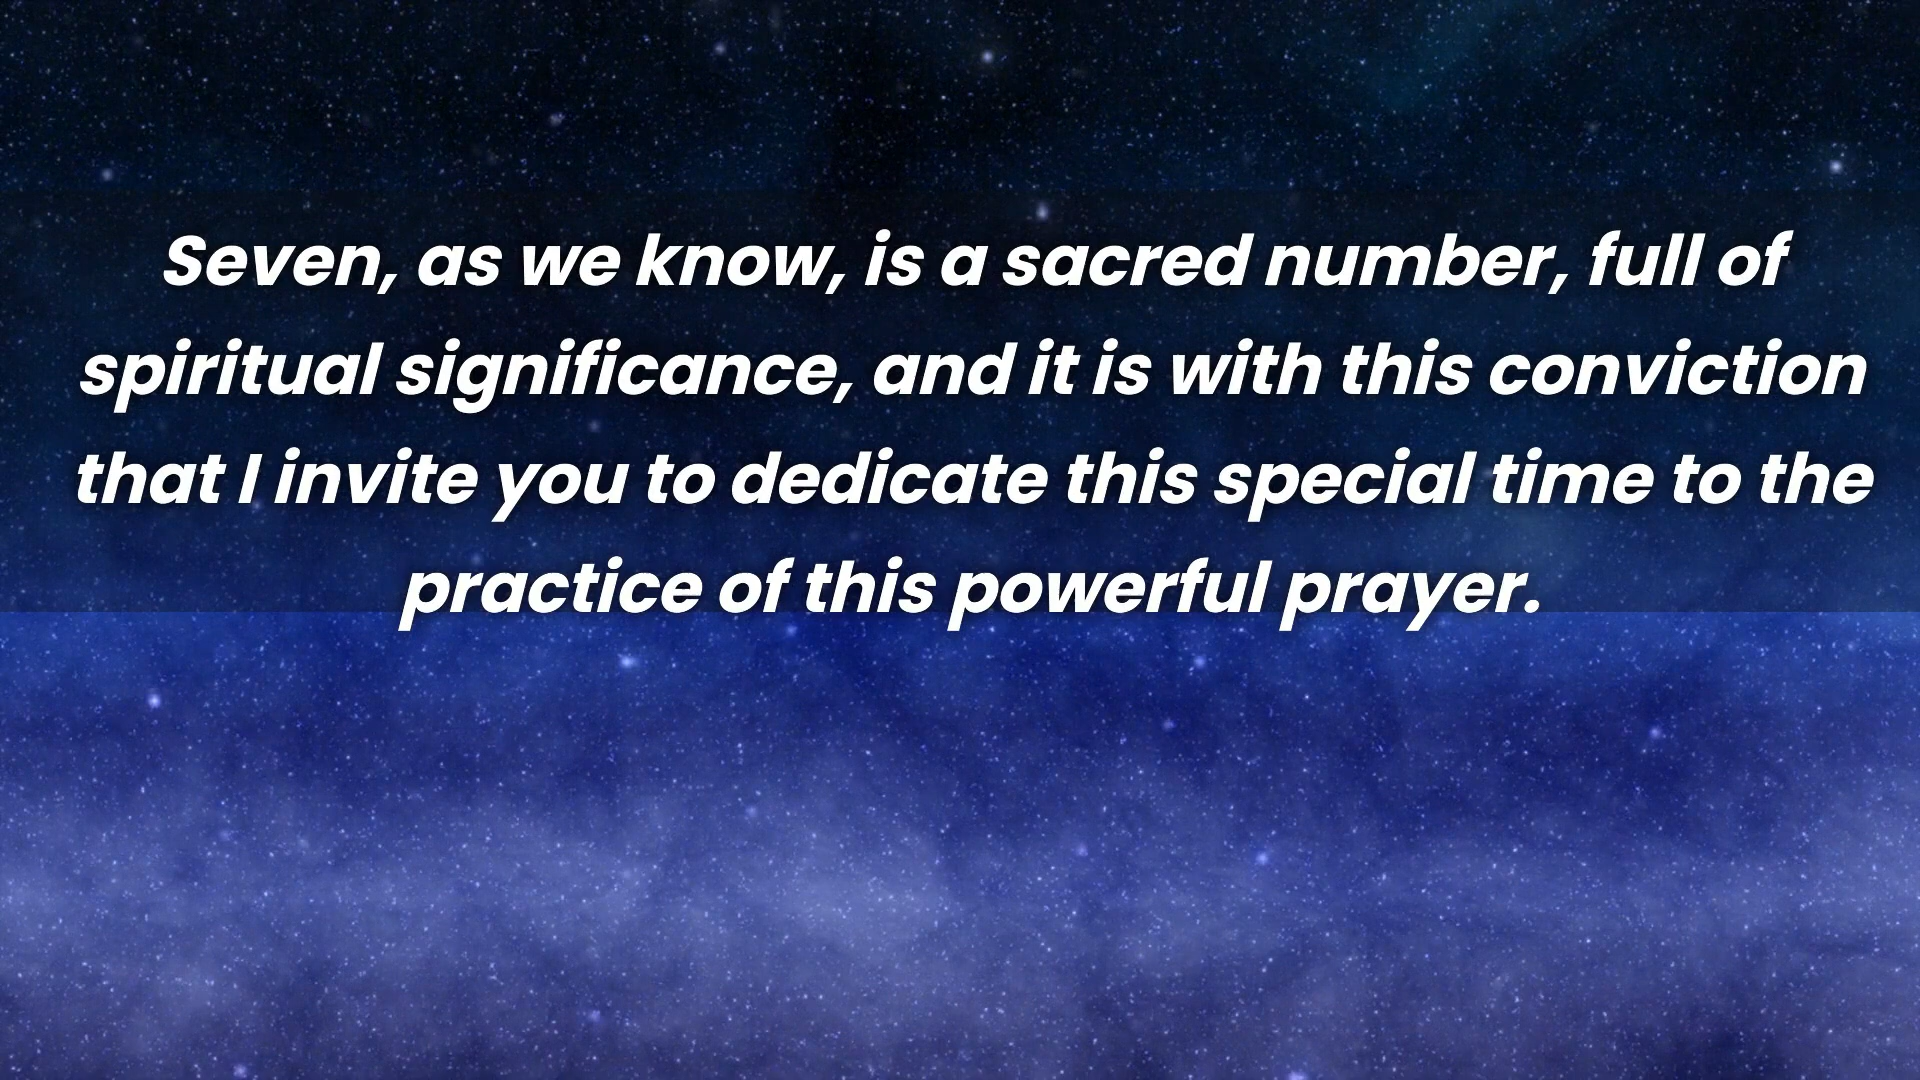 Seven, as we know, is a sacred number, full of
spiritual significance, and it is with this conviction
that I invite you to dedicate this special time to the
practice of this powerful prayer.